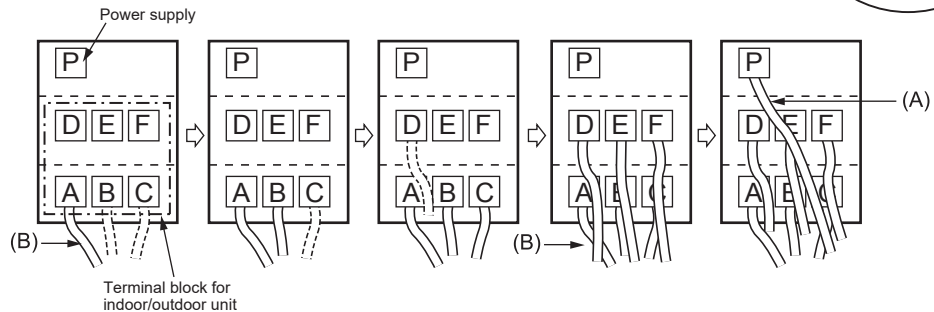 Power supply
P P P P P
(A)
D E F D E F D E F D E F D E F
A B C A B C A B C A B C A B C
(B) (B)
Terminal block for
indoor/outdoor unit